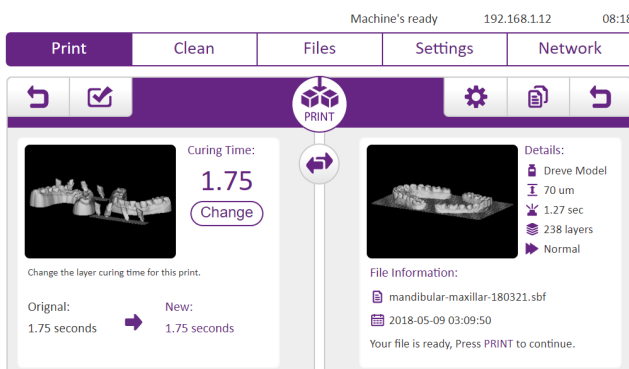 Machine's ready 192.168.1.12 08:18
Print Clean Files Settings Network
PRINT
Curing Time:
1.75
Change
Change the layer curing time for this print.
Orignal:
1.75 seconds
New:
1.75 seconds
Details:
Dreve Model
70 um
1.27 sec
238 layers
Normal
File Information:
mandibular-maxillar-180321.sbf
2018-05-09 03:09:50
Your file is ready, Press PRINT to continue.